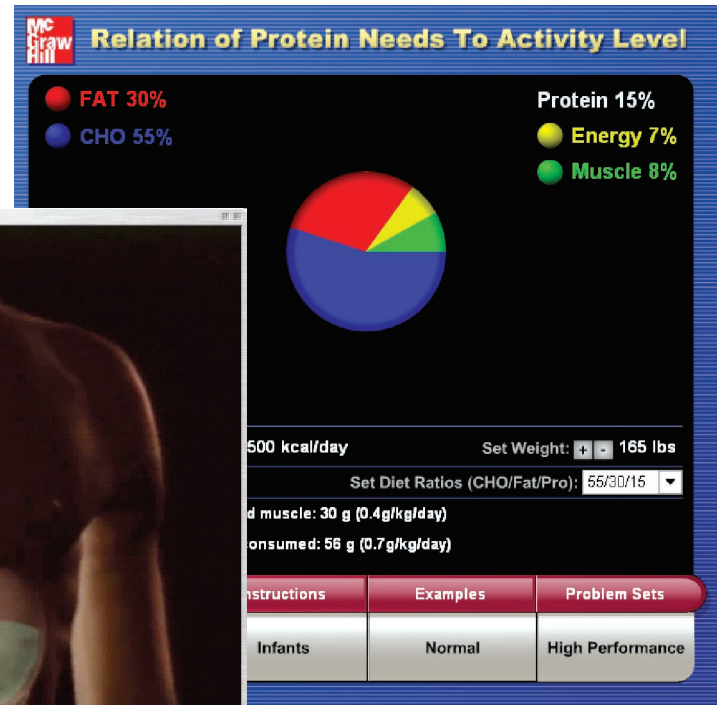 Mc
Graw
Hill
Relation of Protein Needs To Activity Level
FAT 30%
Protein 15%
CHO 55%
Energy 7%
Muscle 8%
500 kcal/day
Set Weight: + - 165 lbs
Set Diet Ratios (CHO/Fat/Pro): 55/30/15
d muscle: 30 g (0.4g/kg/day)
onsumed: 56 g (0.7g/kg/day)
nstructions
Examples
Problem Sets
Infants
Normal
High Performance